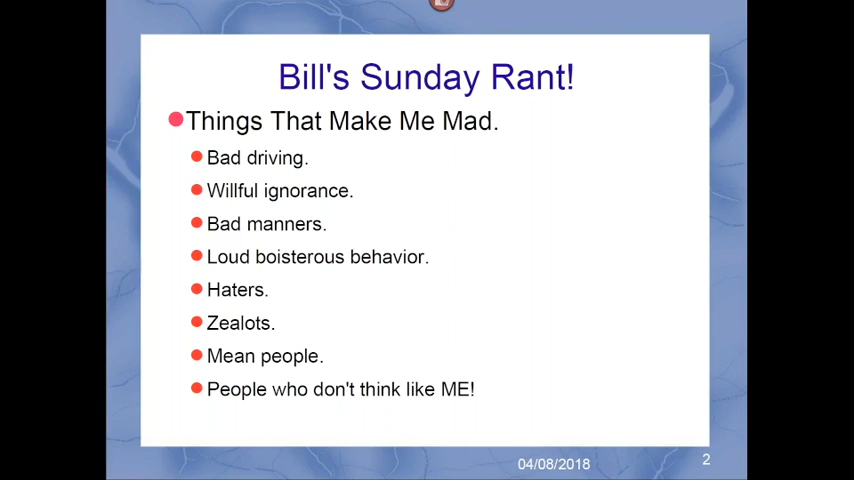 Bill's Sunday Rant!
Things That Make Me Mad.
Bad driving.
Willful ignorance.
Bad manners.
Loud boisterous behavior.
Haters.
Zealots.
Mean people.
People who don't think like ME!
04/08/2018
2